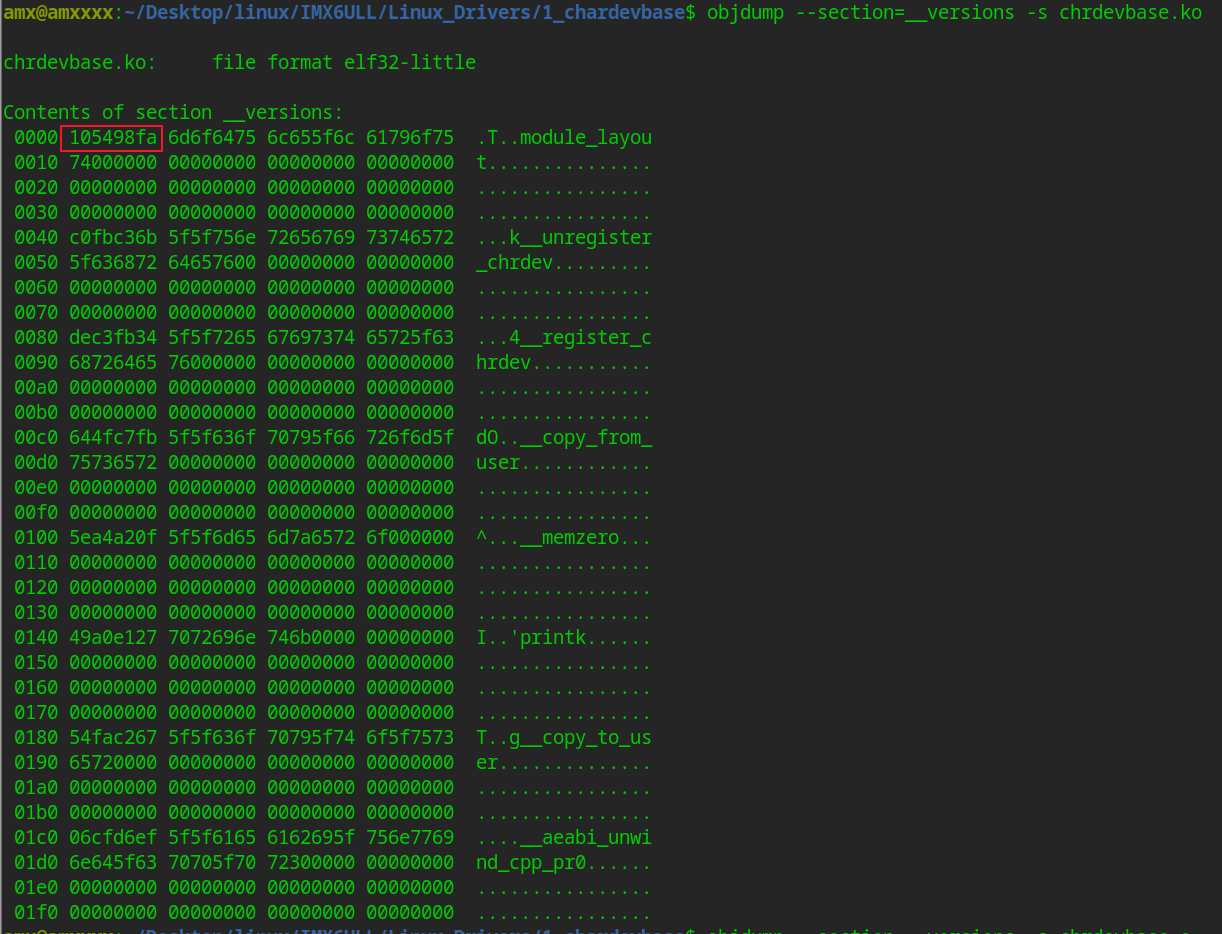 amx@amxxxx:~/Desktop/linux/IMX6ULL/Linux_Drivers/1_chardevbase$ objdump --section=__versions -s chrdevbase.ko
chrdevbase.ko:     file format elf32-little
Contents of section __versions:
 0000 105498fa 6d6f6475 6c655f6c 61796f75  .T..module_layou
 0010 74000000 00000000 00000000 00000000  t...............
 0020 00000000 00000000 00000000 00000000  ................
 0030 00000000 00000000 00000000 00000000  ................
 0040 c0fbc36b 5f5f756e 72656769 73746572  ...k__unregister
 0050 5f636872 64657600 00000000 00000000  _chrdev.........
 0060 00000000 00000000 00000000 00000000  ................
 0070 00000000 00000000 00000000 00000000  ................
 0080 dec3fb34 5f5f7265 67697374 65725f63  ...4__register_c
 0090 68726465 76000000 00000000 00000000  hrdev...........
 00a0 00000000 00000000 00000000 00000000  ................
 00b0 00000000 00000000 00000000 00000000  ................
 00c0 644fc7fb 5f5f636f 70795f66 726f6d5f  dO..__copy_from_
 00d0 75736572 00000000 00000000 00000000  user............
 00e0 00000000 00000000 00000000 00000000  ................
 00f0 00000000 00000000 00000000 00000000  ................
 0100 5ea4a20f 5f5f6d65 6d7a6572 6f000000  ^...__memzero...
 0110 00000000 00000000 00000000 00000000  ................
 0120 00000000 00000000 00000000 00000000  ................
 0130 00000000 00000000 00000000 00000000  ................
 0140 49a0e127 7072696e 746b0000 00000000  I..'printk......
 0150 00000000 00000000 00000000 00000000  ................
 0160 00000000 00000000 00000000 00000000  ................
 0170 00000000 00000000 00000000 00000000  ................
 0180 54fac267 5f5f636f 70795f74 6f5f7573  T..g__copy_to_us
 0190 65720000 00000000 00000000 00000000  er..............
 01a0 00000000 00000000 00000000 00000000  ................
 01b0 00000000 00000000 00000000 00000000  ................
 01c0 06cfd6ef 5f5f6165 6162695f 756e7769  ....__aeabi_unwi
 01d0 6e645f63 70705f70 72300000 00000000  nd_cpp_pr0......
 01e0 00000000 00000000 00000000 00000000  ................
 01f0 00000000 00000000 00000000 00000000  ................